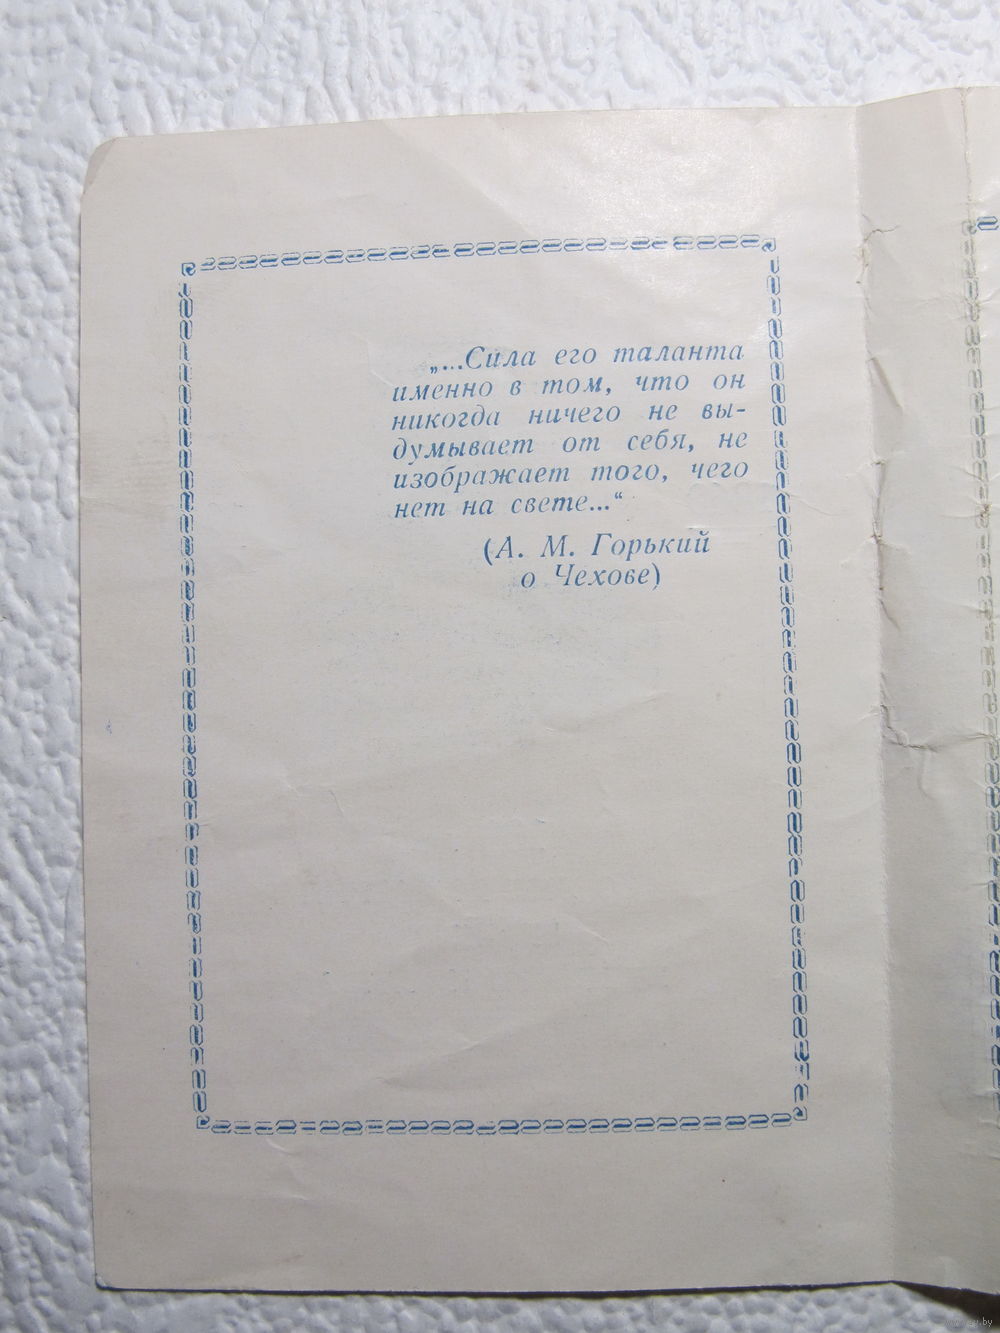 „...Сила его таланта
именно в том, что он
никогда ничего не вы-
думывает от себя, не
изображает того, чего
нет на свете...“
(А. М. Горький
о Чехове)